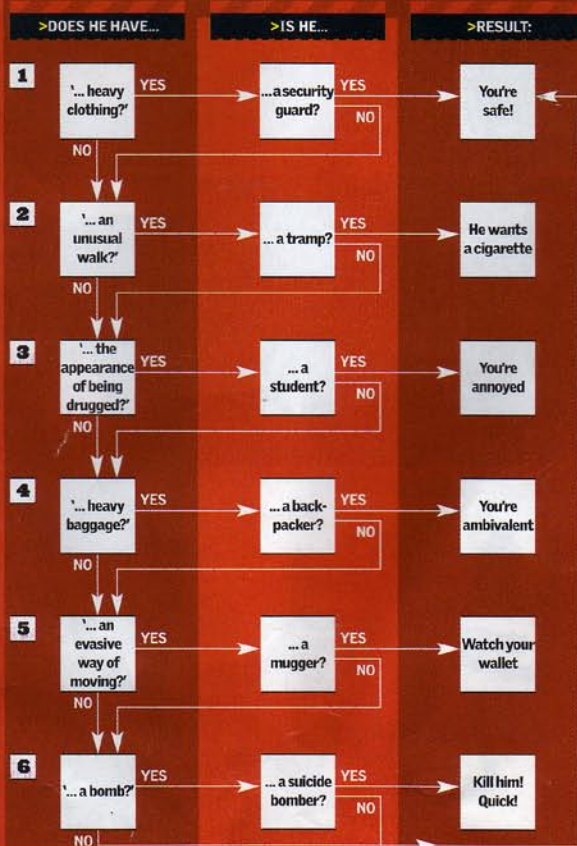 >DOES HE HAVE...
>IS HE...
>RESULT:
1
'... heavy
clothing?'
YES
NO
... a security
guard?
YES
NO
You're
safe!
2
'... an
unusual
walk?'
YES
NO
... a tramp?
YES
NO
He wants
a cigarette
3
'... the
appearance
of being
drugged?'
YES
NO
... a
student?
YES
NO
You're
annoyed
4
'... heavy
baggage?'
YES
NO
... a back-
packer?
YES
NO
You're
ambivalent
5
'... an
evasive
way of
moving?'
YES
NO
... a
mugger?
YES
NO
Watch your
wallet
6
'... a bomb?'
YES
NO
... a suicide
bomber?
YES
NO
Kill him!
Quick!